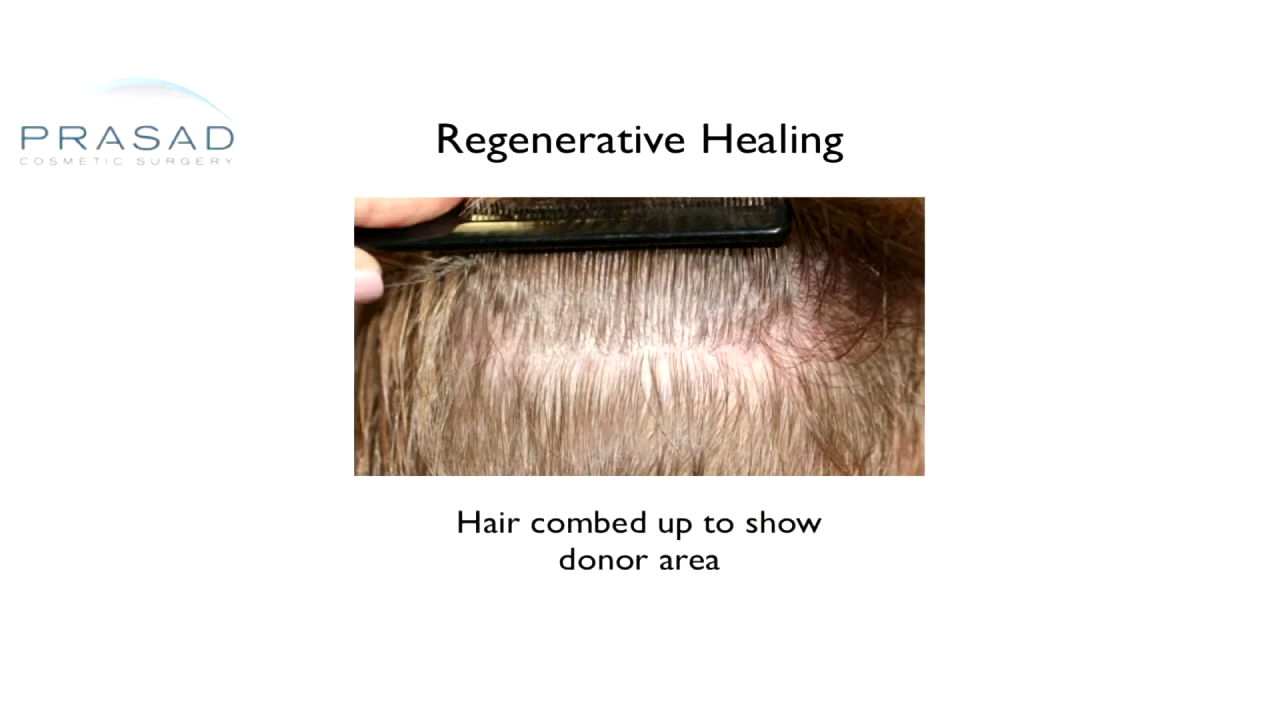 PRASAD
COSMETIC SURGERY
Regenerative Healing
Hair combed up to show
donor area